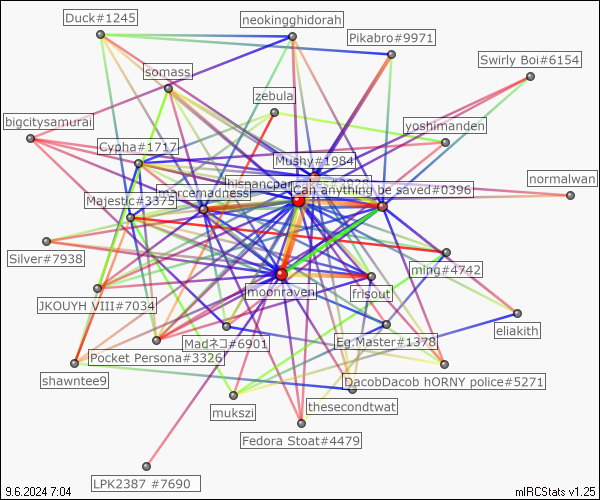 Duck#1245
neokingghidorah
Pikabro#9971
Swirly Boi#6154
somass
zebula
bigcitysamurai
yoshimanden
Cypha#1717
Mushy#1984
normalwan
marcemadness
Can anything be saved#0396
Majestic#3375
Silver#7938
ming#4742
moonraven
frisout
JKOUYH VIII#7034
eliakith
Madネコ#6901
Eg.Master#1378
Pocket Persona#3326
shawntee9
DacobDacob hORNY police#5271
mukszi
thesecondtwat
Fedora Stoat#4479
LPK2387 #7690
9.6.2024 7:04
mIRCStats v1.25